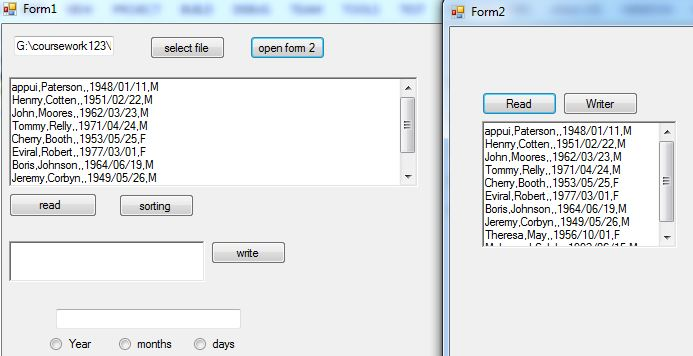 Form1
G:\coursework123\
select file
open form 2
appui,Paterson,,1948/01/11,M
Henrry,Cotten,,1951/02/22,M
John,Moores,,1962/03/23,M
Tommy,Relly,,1971/04/24,M
Cherry,Booth,,1953/05/25,F
Eviral,Robert,,1977/03/01,F
Boris,Johnson,,1964/06/19,M
Jeremy,Corbyn,,1949/05/26,M
read
sorting
write
Year
months
days
Form2
Read
Writer
appui,Paterson,,1948/01/11,M
Henrry,Cotten,,1951/02/22,M
John,Moores,,1962/03/23,M
Tommy,Relly,,1971/04/24,M
Cherry,Booth,,1953/05/25,F
Eviral,Robert,,1977/03/01,F
Boris,Johnson,,1964/06/19,M
Jeremy,Corbyn,,1949/05/26,M
Theresa,May,,1956/10/01,F